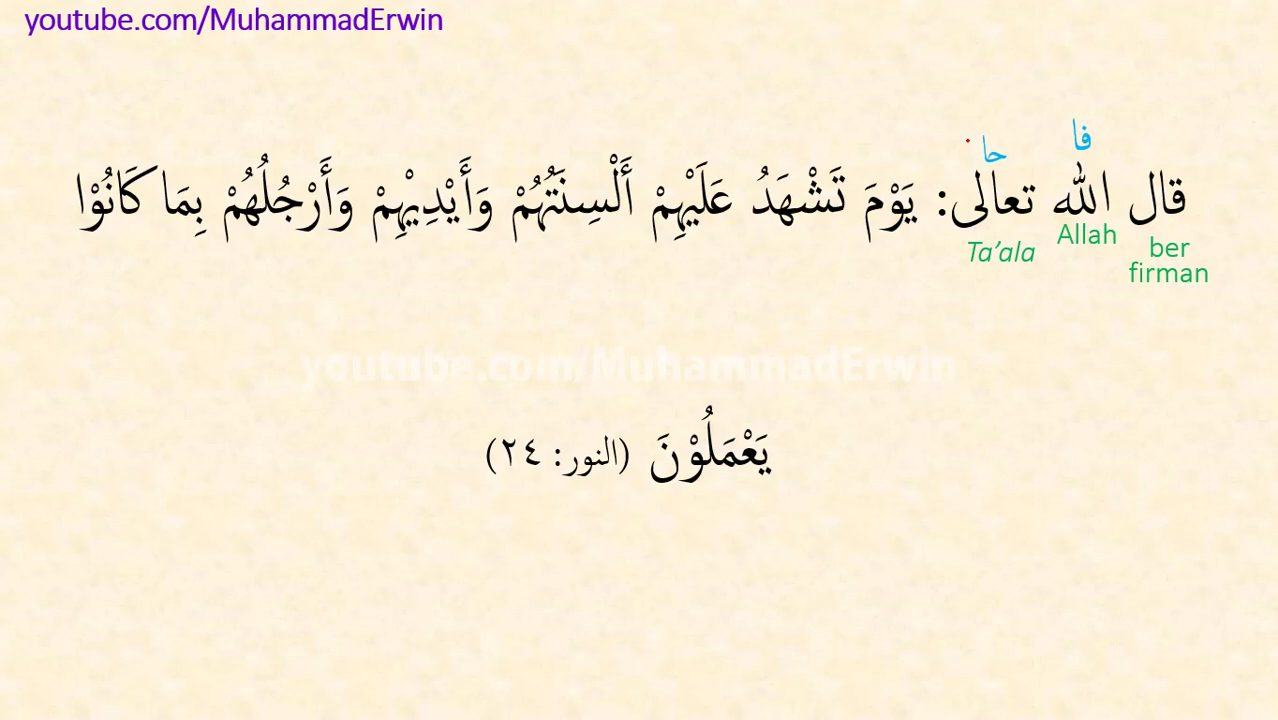 youtube.com/MuhammadErwin
فا
حا
قال الله تعالى: يَوْمَ تَشْهَدُ عَلَيْهِمْ أَلْسِنَتُهُمْ وَأَيْدِيْهِمْ وَأَرْجُلُهُمْ بِمَا كَانُوْا
ber firman Allah Ta’ala
youtube.com/MuhammadErwin
يَعْمَلُوْنَ (النور: ٢٤)